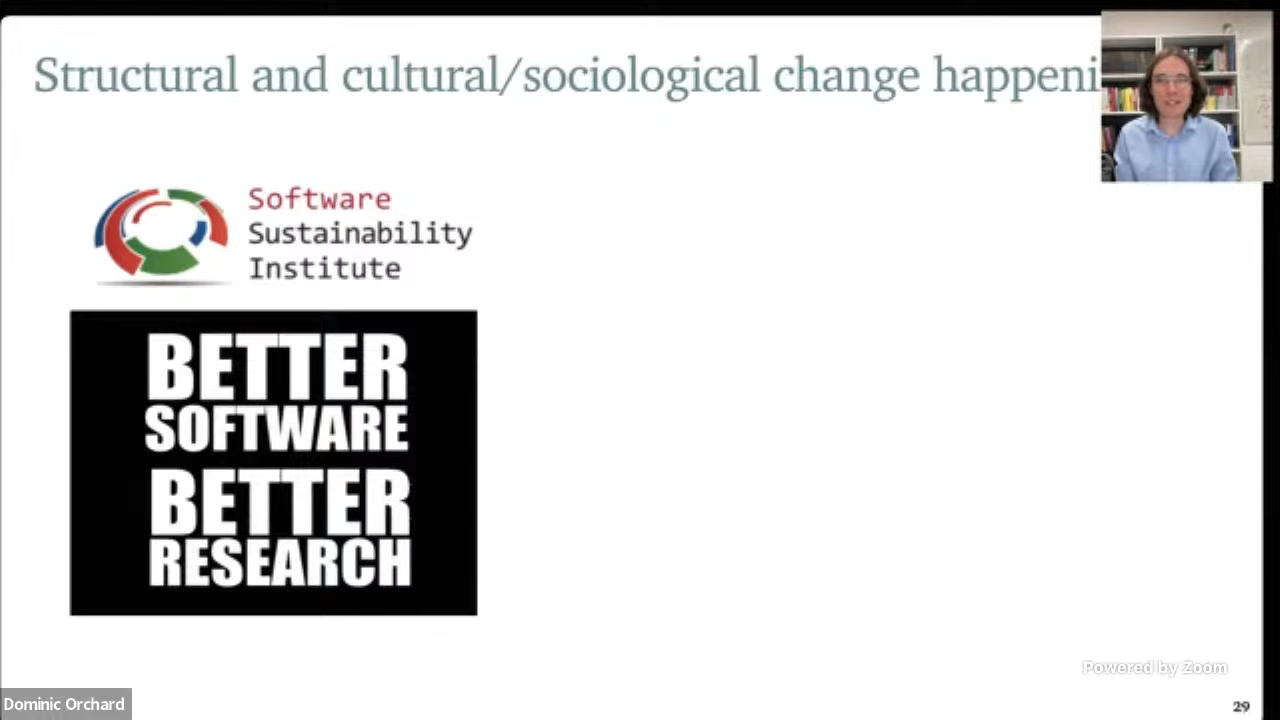 Structural and cultural/sociological change happeni
Software
Sustainability
Institute
BETTER
SOFTWARE
BETTER
RESEARCH
Powered by Zoom
Dominic Orchard
29